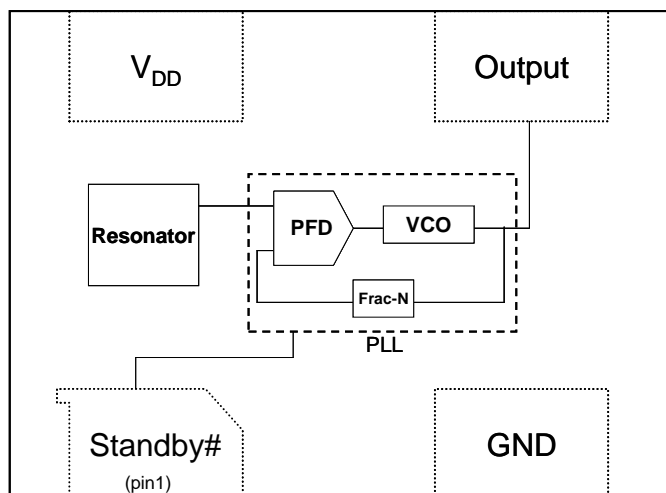 VDD
Output
Resonator
PFD
VCO
Frac-N
PLL
Standby#
(pin1)
GND